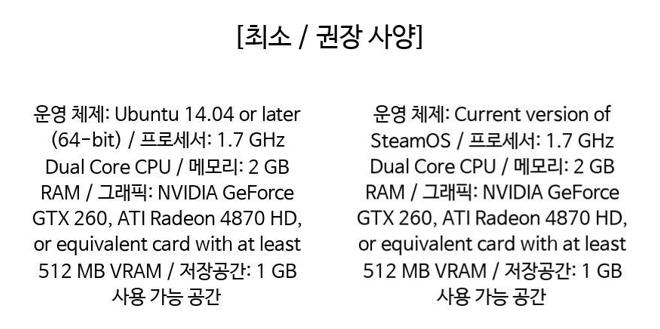 [최소 / 권장 사양]
운영 체제: Ubuntu 14.04 or later
(64-bit) / 프로세서: 1.7 GHz
Dual Core CPU / 메모리: 2 GB
RAM / 그래픽: NVIDIA GeForce
GTX 260, ATI Radeon 4870 HD,
or equivalent card with at least
512 MB VRAM / 저장공간: 1 GB
사용 가능 공간
운영 체제: Current version of
SteamOS / 프로세서: 1.7 GHz
Dual Core CPU / 메모리: 2 GB
RAM / 그래픽: NVIDIA GeForce
GTX 260, ATI Radeon 4870 HD,
or equivalent card with at least
512 MB VRAM / 저장공간: 1 GB
사용 가능 공간